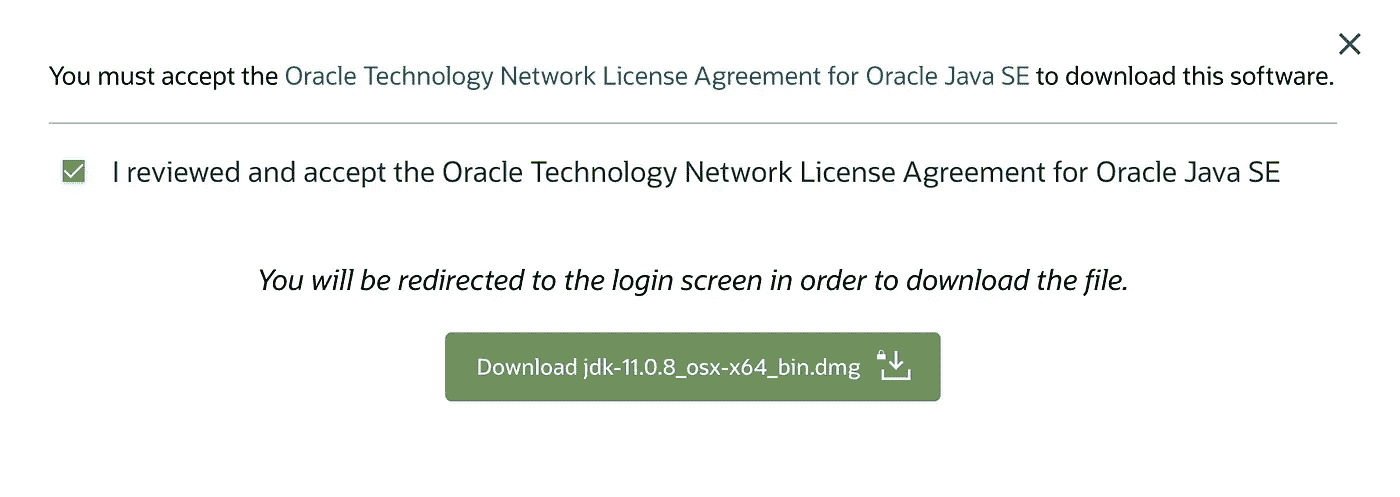 You must accept the Oracle Technology Network License Agreement for Oracle Java SE to download this software.
I reviewed and accept the Oracle Technology Network License Agreement for Oracle Java SE
You will be redirected to the login screen in order to download the file.
Download jdk-11.0.8_osx-x64_bin.dmg